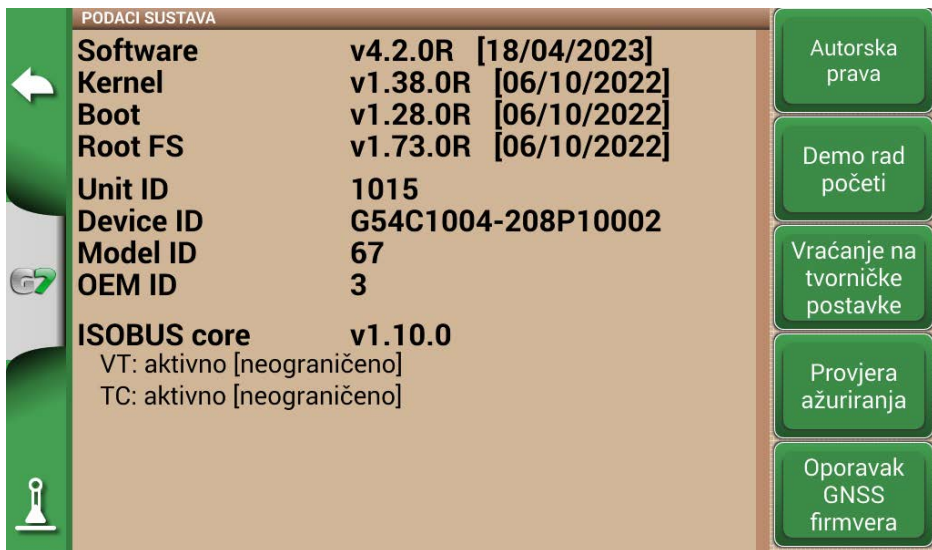 PODACI SUSTAVA
Software v4.2.0R [18/04/2023]
Kernel v1.38.0R [06/10/2022]
Boot v1.28.0R [06/10/2022]
Root FS v1.73.0R [06/10/2022]
Unit ID 1015
Device ID G54C1004-208P10002
Model ID 67
OEM ID 3
ISOBUS core v1.10.0
VT: aktivno [neograničeno]
TC: aktivno [neograničeno]
G7
Autorska
prava
Demo rad
početi
Vraćanje na
tvorničke
postavke
Provjera
ažuriranja
Oporavak
GNSS
firmvera